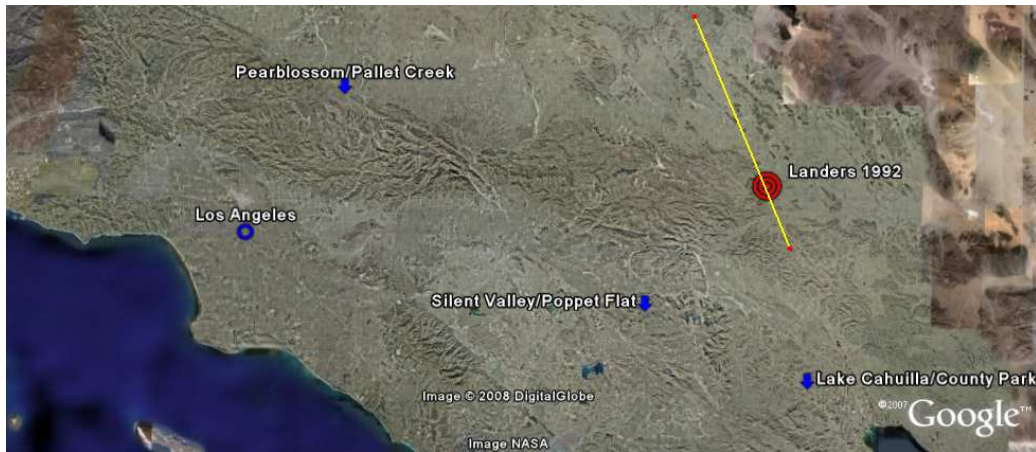 Pearblossom/Pallet Creek
Landers 1992
Los Angeles
Silent Valley/Poppet Flat
Lake Cahuilla/County Park
Image © 2008 DigitalGlobe
©2007 Google™
Image NASA